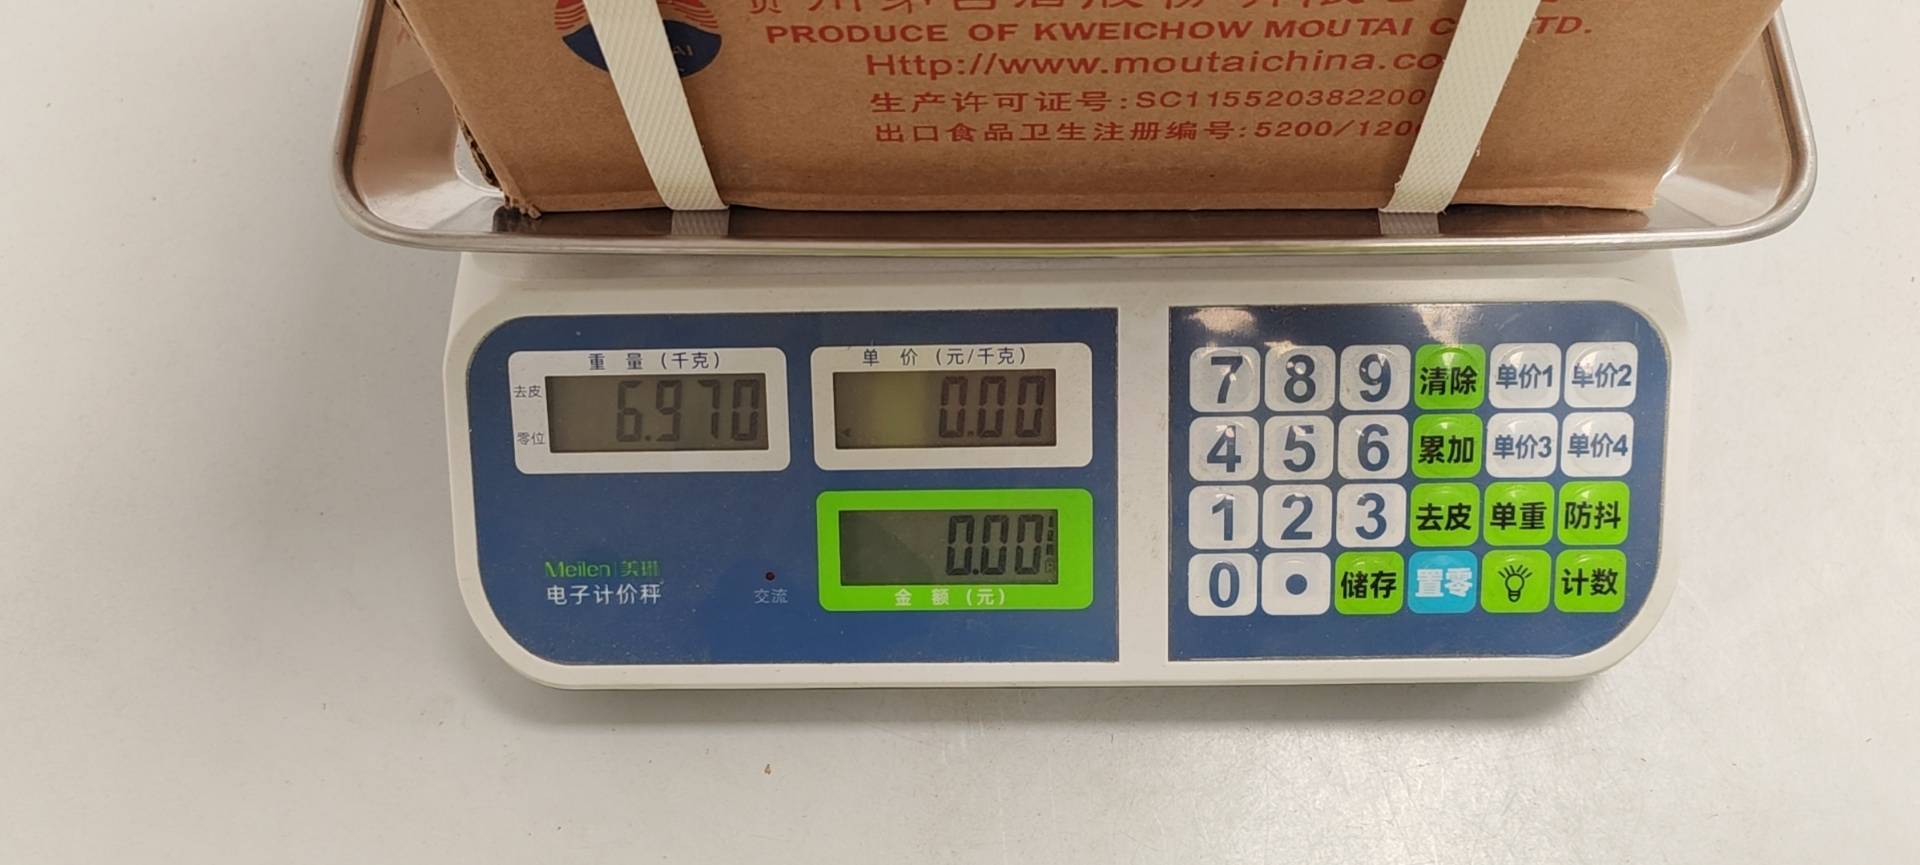 PRODUCE OF KWEICHOW MOUTAI C TD.
Http://www.moutaichina.co
生产许可证号:SC115520382200
出口食品卫生注册编号:5200/120
重 量 (千克)
去皮
零位
6.970
单 价 (元/千克)
0.00
0.00
金 额 (元)
Meilen
电子计价秤
交流
7 8 9 清除 单价1 单价2
4 5 6 累加 单价3 单价4
1 2 3 去皮 单重 防抖
0 • 储存 置零 计数